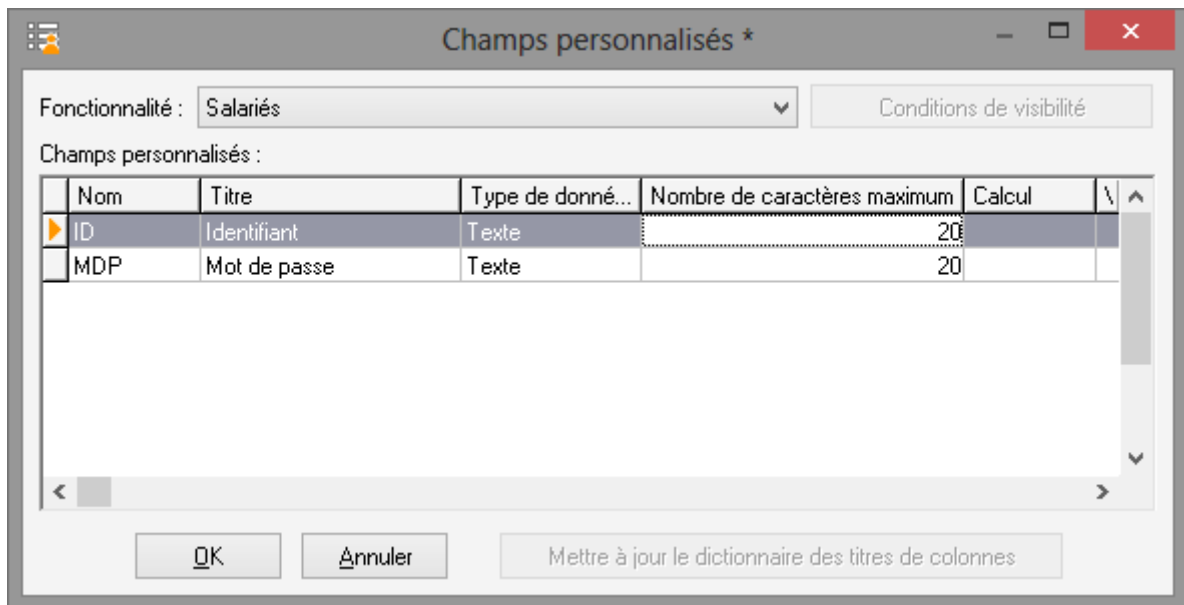 Champs personnalisés *
Fonctionnalité : Salariés Conditions de visibilité
Champs personnalisés :
Nom Titre Type de donné... Nombre de caractères maximum Calcul
ID Identifiant Texte 20
MDP Mot de passe Texte 20
OK Annuler Mettre à jour le dictionnaire des titres de colonnes